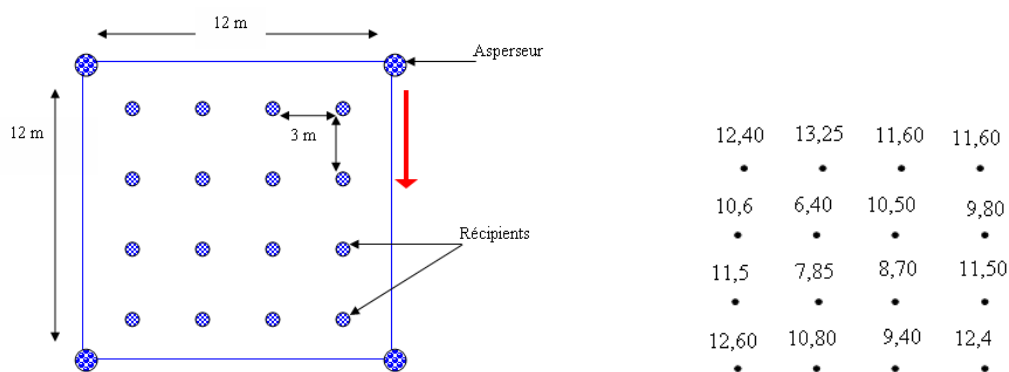 12 m
Asperseur
12 m
3 m
Récipients
12,40 13,25 11,60 11,60
10,6 6,40 10,50 9,80
11,5 7,85 8,70 11,50
12,60 10,80 9,40 12,4